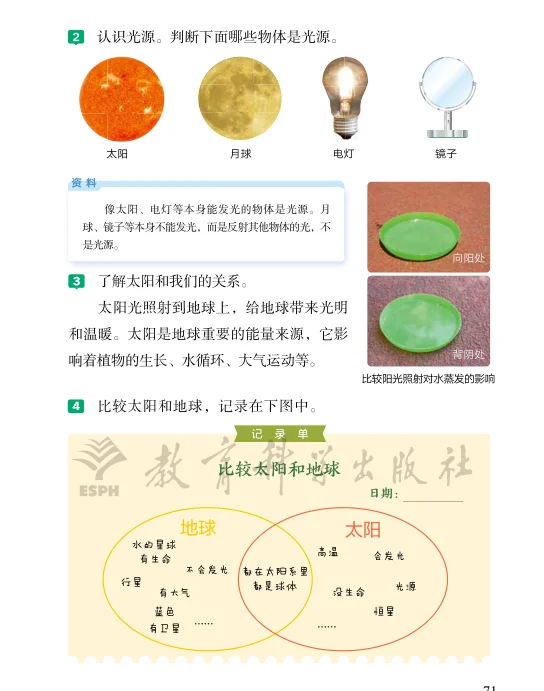 2 认识光源。判断下面哪些物体是光源。
太阳
月球
电灯
镜子
资料
像太阳、电灯等本身能发光的物体是光源。月
球、镜子等本身不能发光，而是反射其他物体的光，不
是光源。
向阳处
背阴处
比较阳光照射对水蒸发的影响
3 了解太阳和我们的关系。
太阳光照射到地球上，给地球带来光明
和温暖。太阳是地球重要的能量来源，它影
响着植物的生长、水循环、大气运动等。
4 比较太阳和地球，记录在下图中。
记录单
ESPH
教育科学出版社
比较太阳和地球
日期：
地球
水的星球
有生命
不会发光
行星
有大气
蓝色
有卫星
……
都在太阳系里
都是球体
太阳
高温
会发光
没生命
光源
恒星
……
71